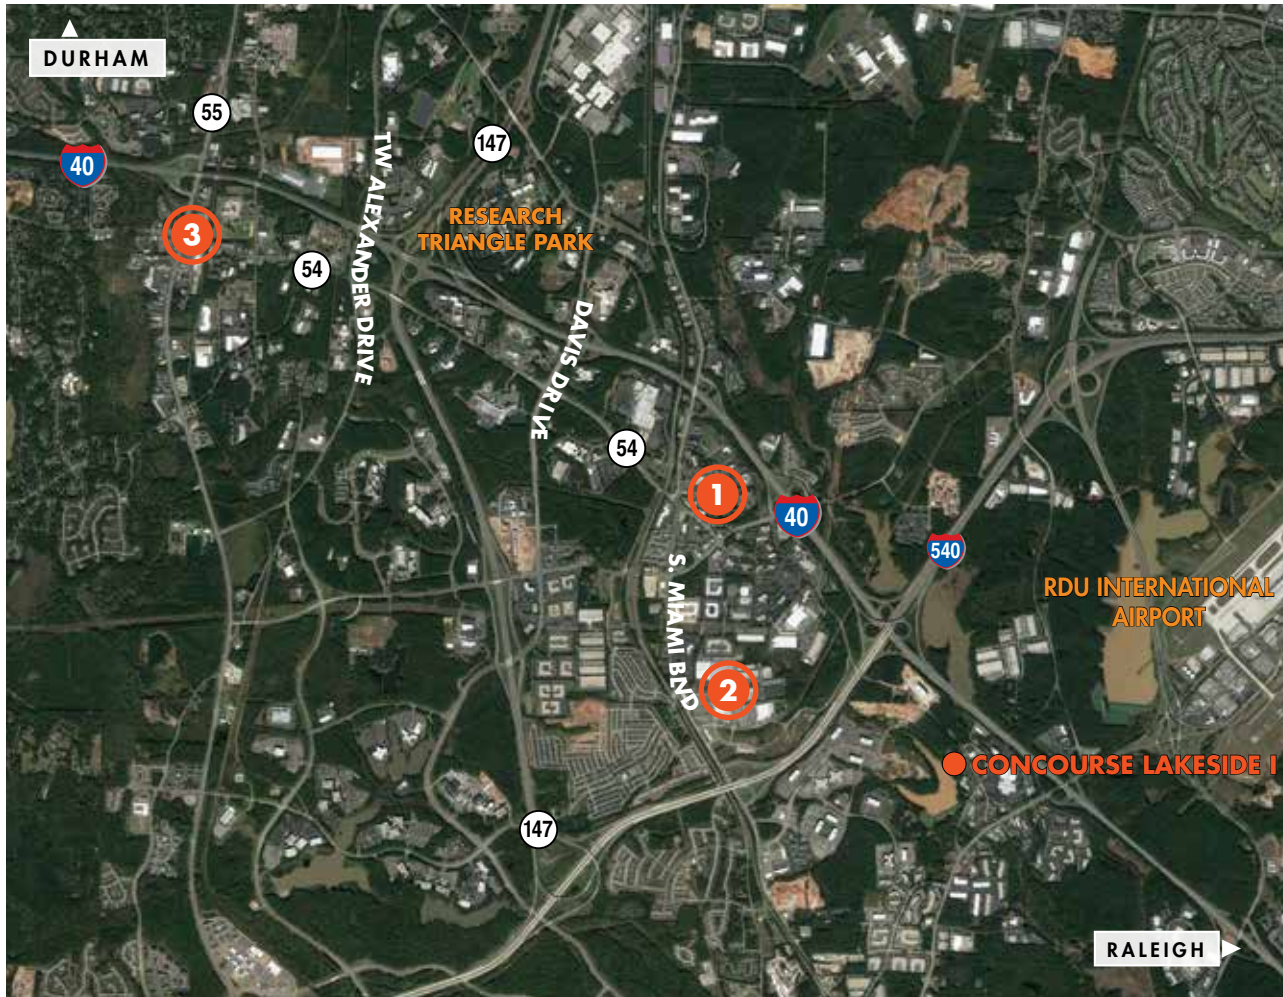 DURHAM
55
147
40
TW ALEXANDER DRIVE
RESEARCH
TRIANGLE PARK
3
54
DAVIS DRIVE
54
1
40
540
S. MIAMI BLVD
RDU INTERNATIONAL
AIRPORT
2
CONCOURSE LAKESIDE I
147
RALEIGH